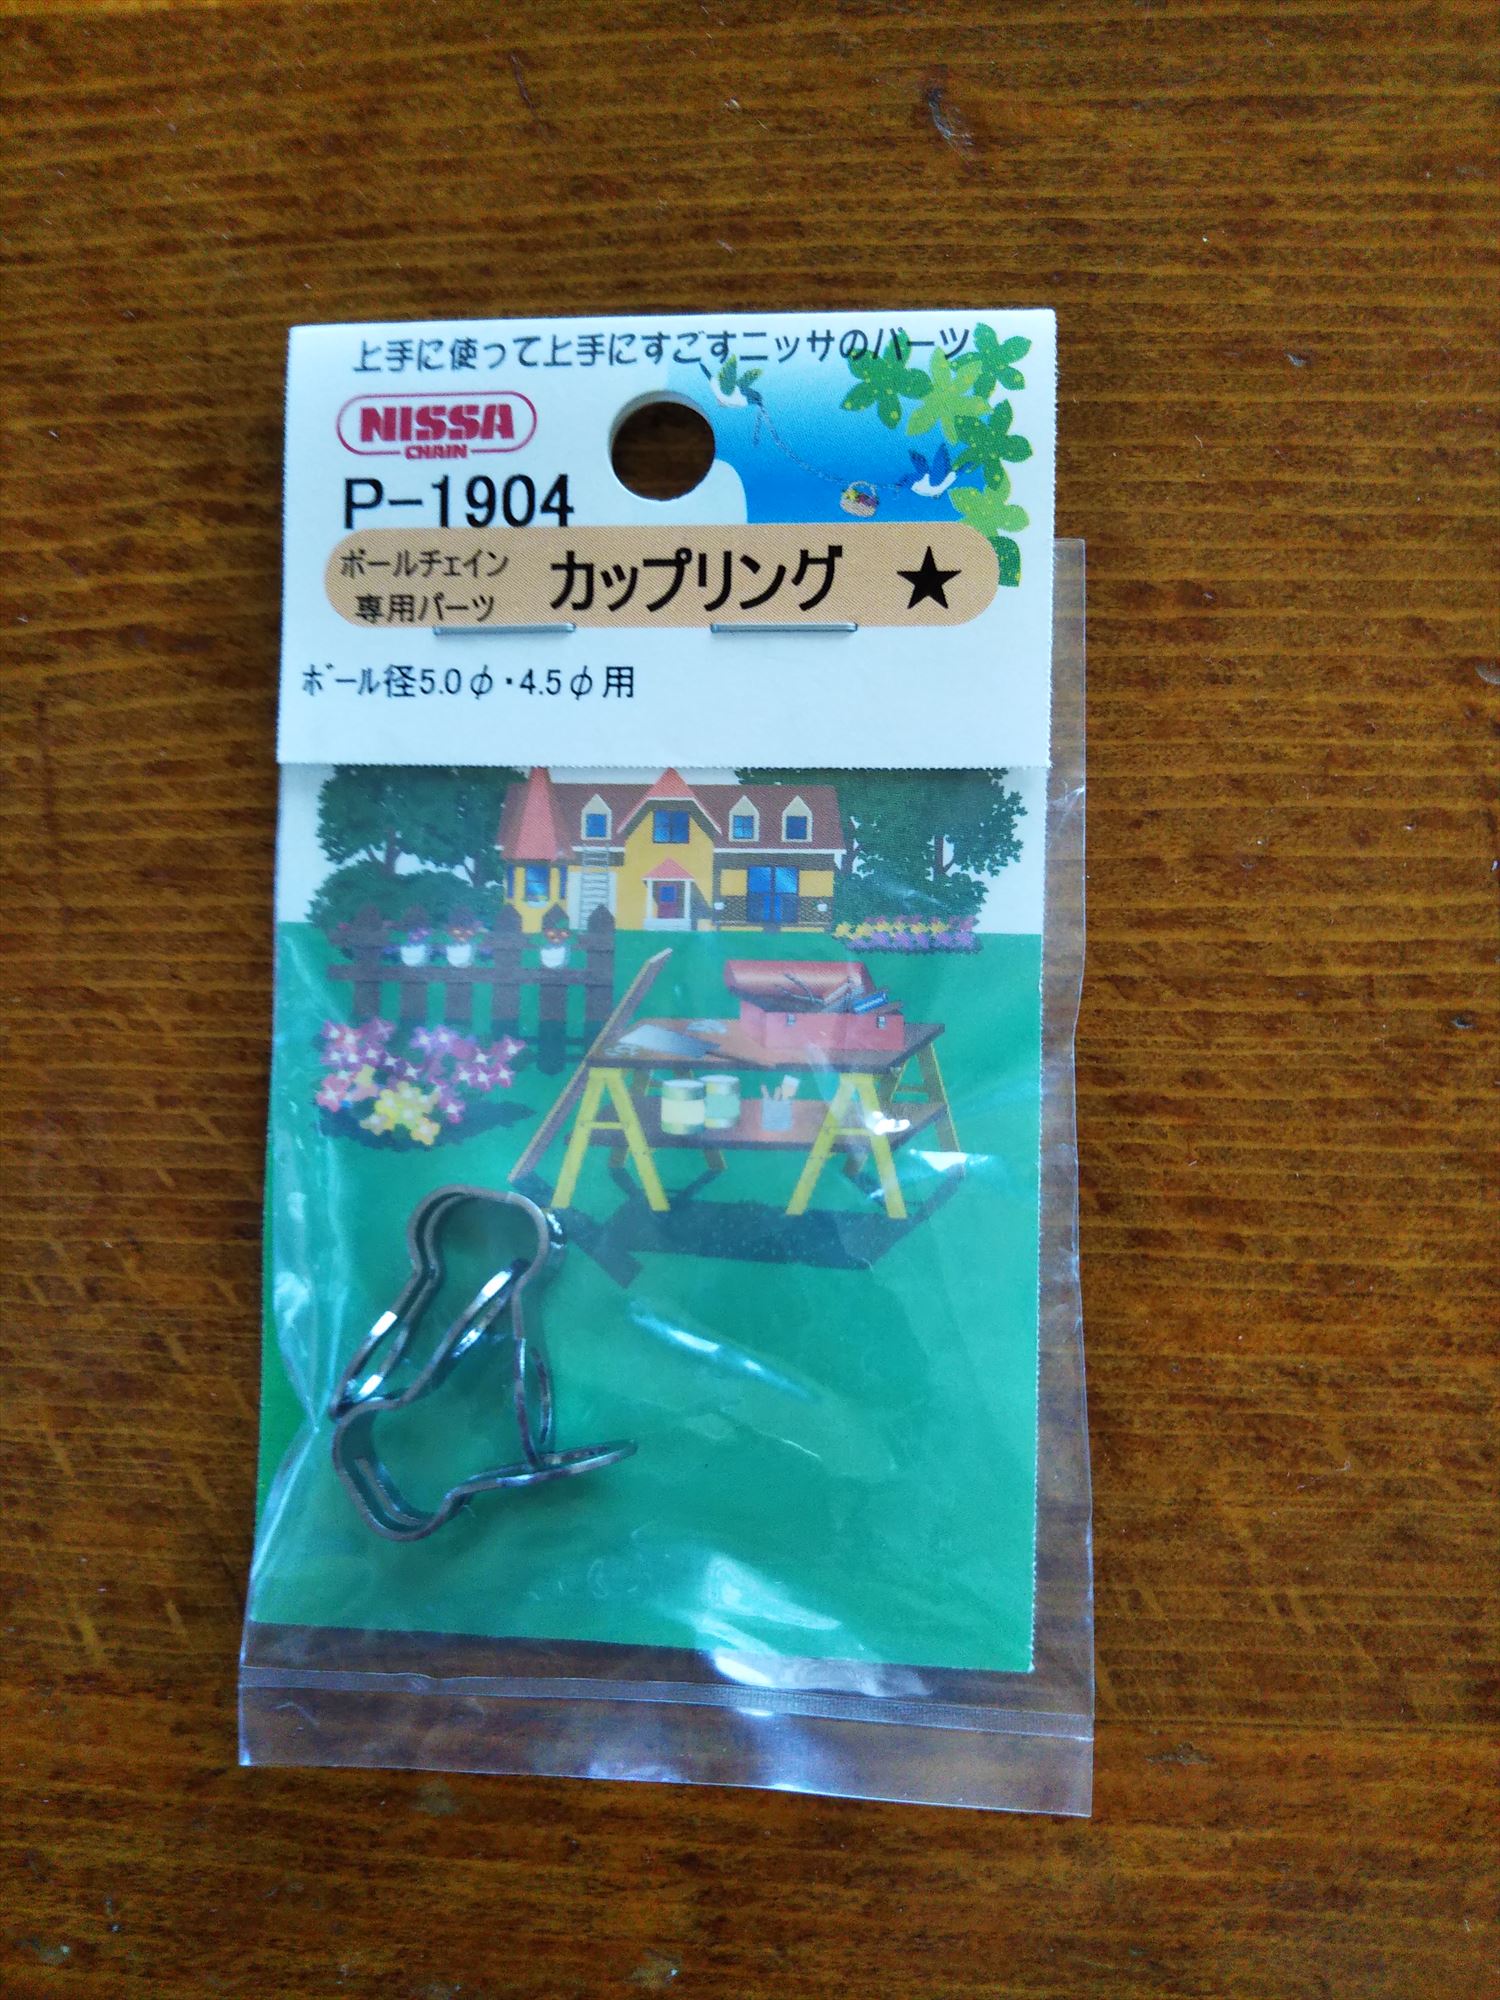 上手に使って上手にすごすニッサのパーツ
NISSA
CHAIN
P-1904
ボールチェイン
専用パーツ
カップリング ★
ﾎﾞｰﾙ径5.0φ・4.5φ用